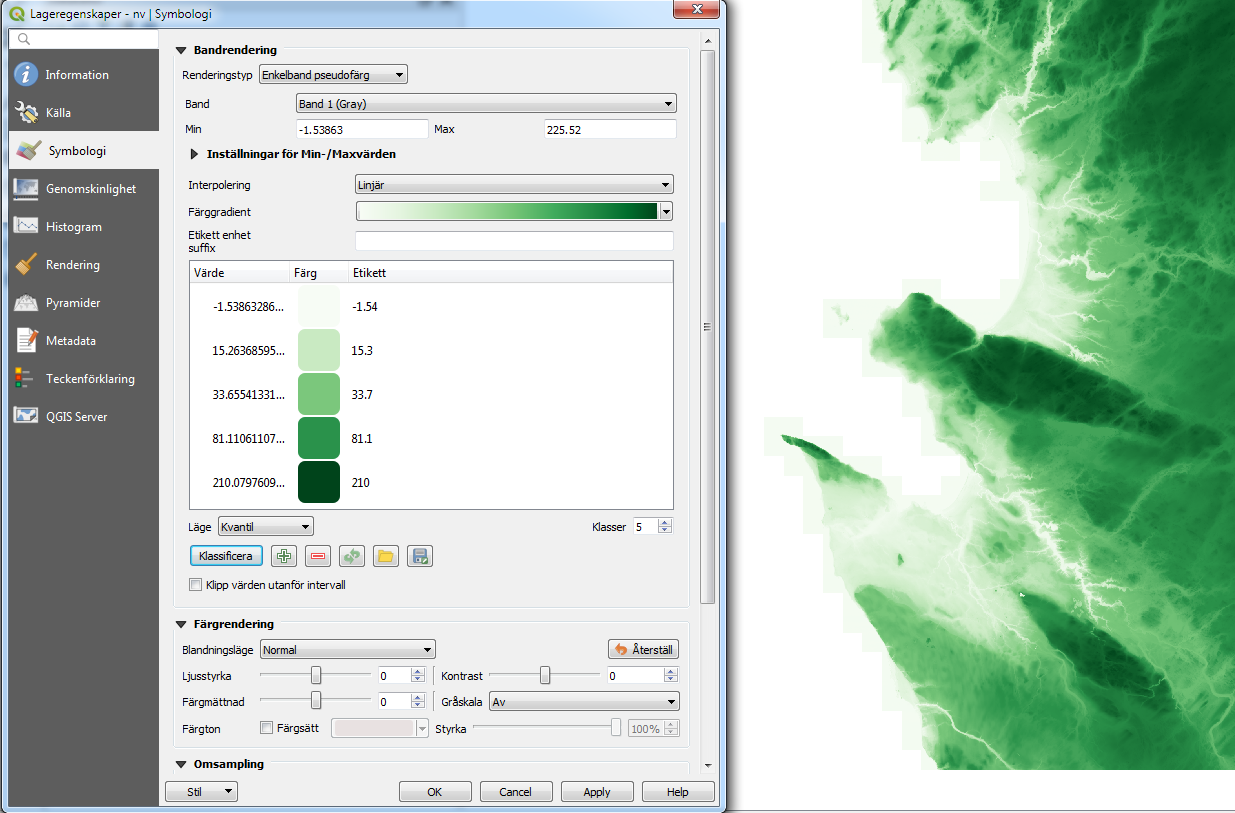 Lageregenskaper - nv | Symbologi
Information
Källa
Symbologi
Genomskinlighet
Histogram
Rendering
Pyramider
Metadata
Teckenförklaring
QGIS Server
Bandrendering
Renderingstyp Enkelband pseudofärg
Band Band 1 (Gray)
Min -1.53863 Max 225.52
Inställningar för Min-/Maxvärden
Interpolering Linjär
Färggradient
Etikett enhet
suffix
Värde Färg Etikett
-1.53863286... -1.54
15.26368595... 15.3
33.65541331... 33.7
81.11061107... 81.1
210.0797609... 210
Läge Kvantil Klasser 5
Klassificera
Klipp värden utanför intervall
Färgrendering
Blandningsläge Normal Återställ
Ljusstyrka 0 Kontrast 0
Färgmättnad 0 Gråskala Av
Färgton Färgsätt Styrka 100%
Omsampling
Stil OK Cancel Apply Help